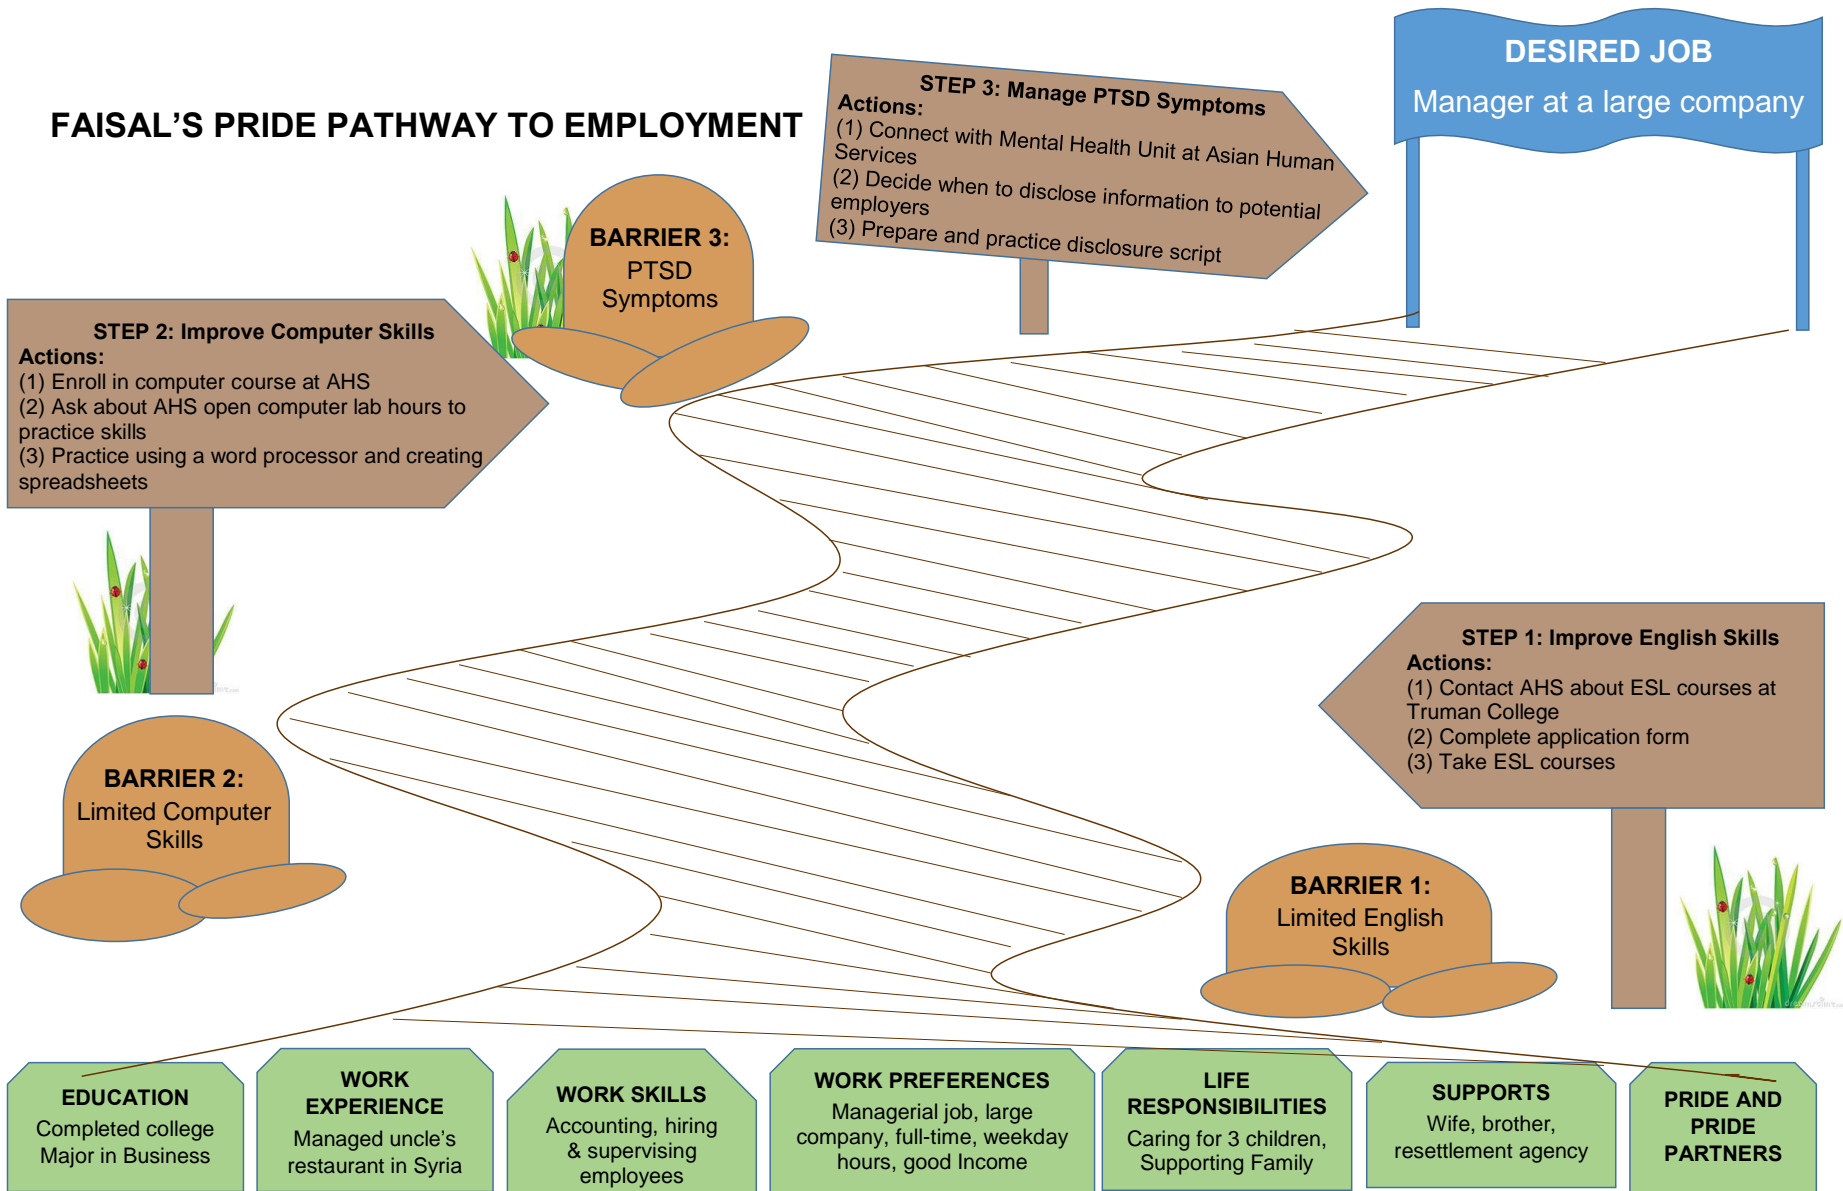 FAISAL'S PRIDE PATHWAY TO EMPLOYMENT
DESIRED JOB
Manager at a large company
STEP 3: Manage PTSD Symptoms
Actions:
(1) Connect with Mental Health Unit at Asian Human
Services
(2) Decide when to disclose information to potential
employers
(3) Prepare and practice disclosure script
BARRIER 3:
PTSD
Symptoms
STEP 2: Improve Computer Skills
Actions:
(1) Enroll in computer course at AHS
(2) Ask about AHS open computer lab hours to
practice skills
(3) Practice using a word processor and creating
spreadsheets
STEP 1: Improve English Skills
Actions:
(1) Contact AHS about ESL courses at
Truman College
(2) Complete application form
(3) Take ESL courses
BARRIER 2:
Limited Computer
Skills
BARRIER 1:
Limited English
Skills
EDUCATION
Completed college
Major in Business
WORK
EXPERIENCE
Managed uncle's
restaurant in Syria
WORK SKILLS
Accounting, hiring
& supervising
employees
WORK PREFERENCES
Managerial job, large
company, full-time, weekday
hours, good Income
LIFE
RESPONSIBILITIES
Caring for 3 children,
Supporting Family
SUPPORTS
Wife, brother,
resettlement agency
PRIDE AND
PRIDE
PARTNERS